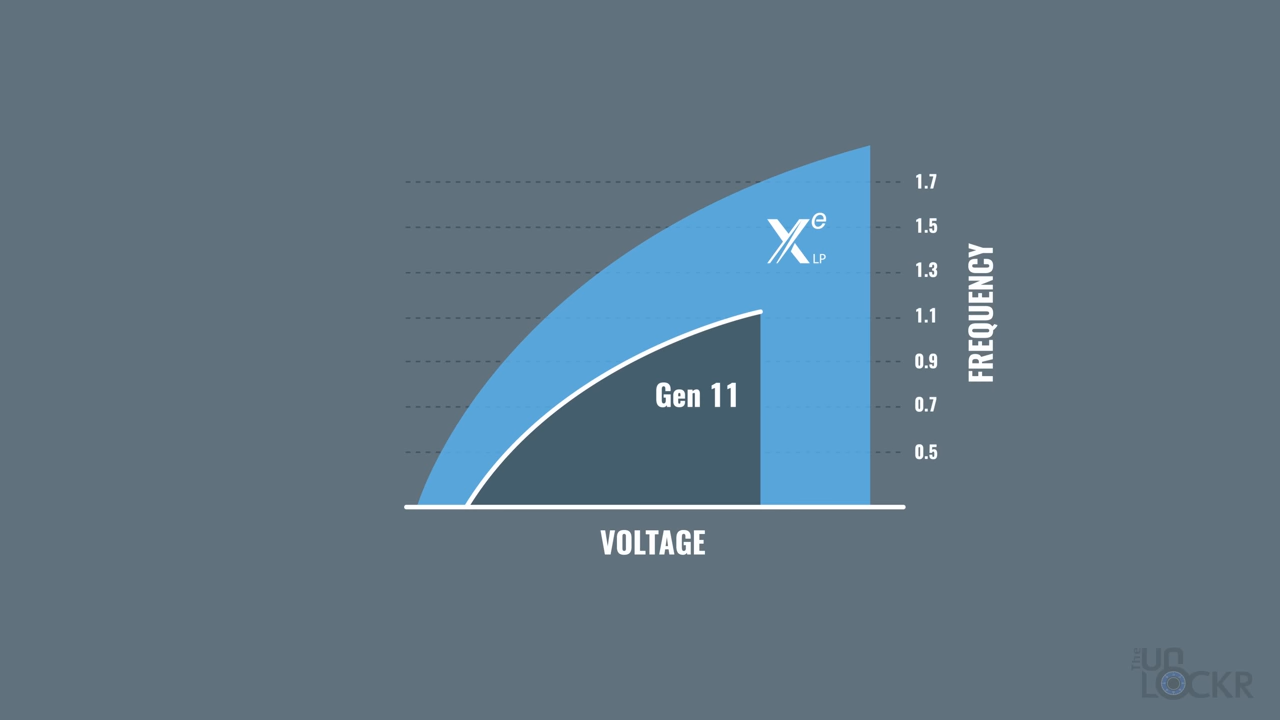 1.7
1.5
Xe
LP
1.3
1.1
0.9
0.7
0.5
Gen 11
FREQUENCY
VOLTAGE
The
UN
LOCKR